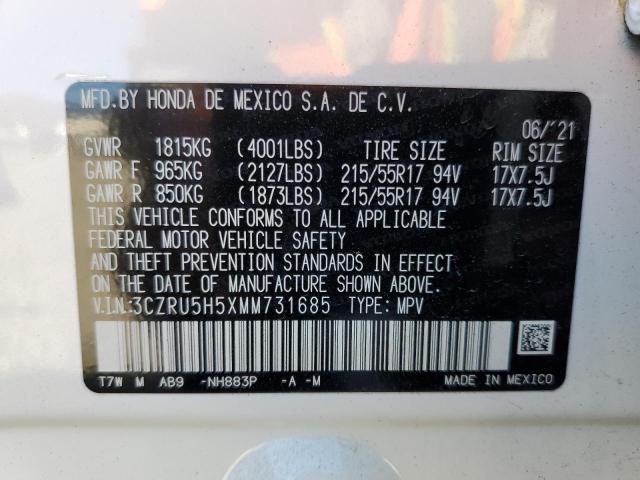 MFD.BY HONDA DE MEXICO S.A. DE C.V.
06/'21
GVWR 1815KG (4001LBS) TIRE SIZE RIM SIZE
GAWR F 965KG (2127LBS) 215/55R17 94V 17X7.5J
GAWR R 850KG (1873LBS) 215/55R17 94V 17X7.5J
THIS VEHICLE CONFORMS TO ALL APPLICABLE
FEDERAL MOTOR VEHICLE SAFETY
AND THEFT PREVENTION STANDARDS IN EFFECT
ON THE DATE OF MANUFACTURE SHOWN ABOVE.
V.I.N.:3CZRU5H5XMM731685 TYPE: MPV
T7W M AB9 -NH883P -A -M MADE IN MEXICO